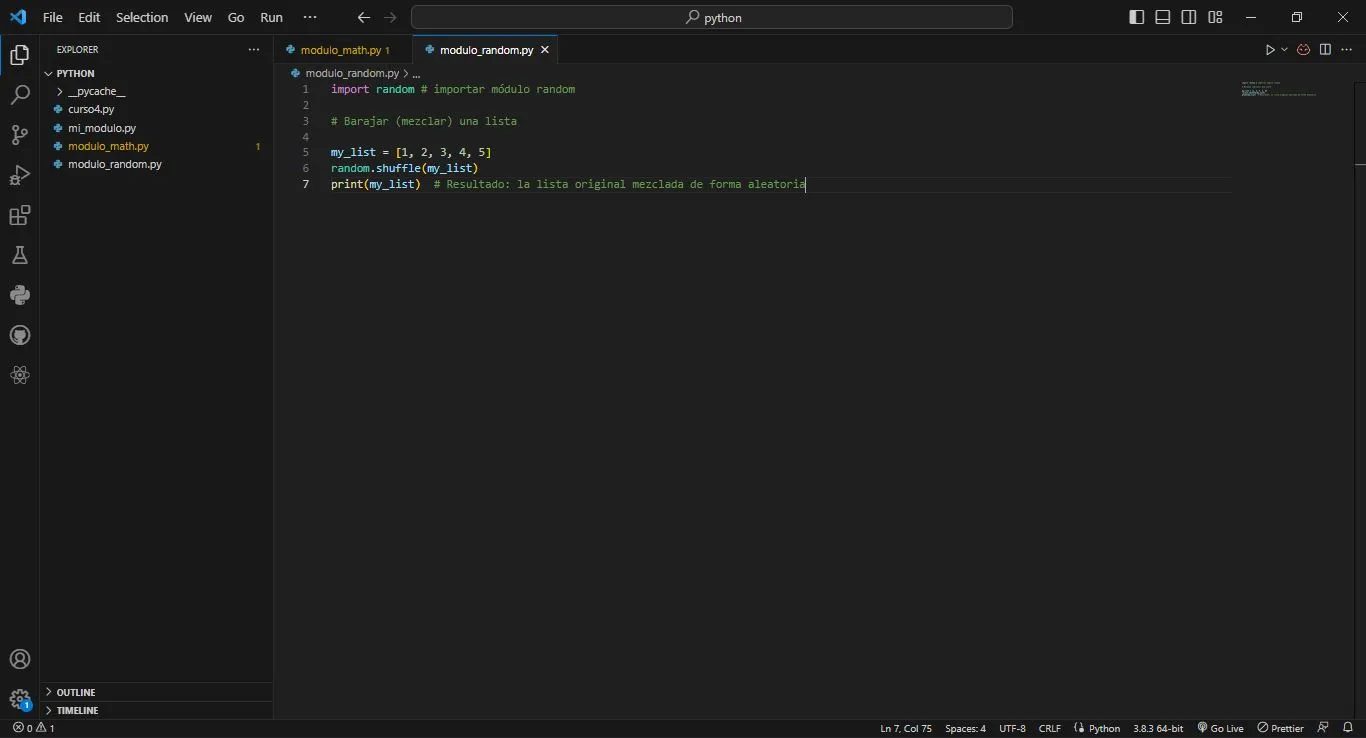 File Edit Selection View Go Run ··· python
EXPLORER ···
PYTHON
__pycache__
curso4.py
mi_modulo.py
modulo_math.py 1
modulo_random.py
OUTLINE
TIMELINE
modulo_math.py 1 modulo_random.py
modulo_random.py > ...
1 import random # importar módulo random
2
3 # Barajar (mezclar) una lista
4
5 my_list = [1, 2, 3, 4, 5]
6 random.shuffle(my_list)
7 print(my_list)  # Resultado: la lista original mezclada de forma aleatoria
1
0 1 Ln 7, Col 75 Spaces: 4 UTF-8 CRLF Python 3.8.3 64-bit Go Live Prettier